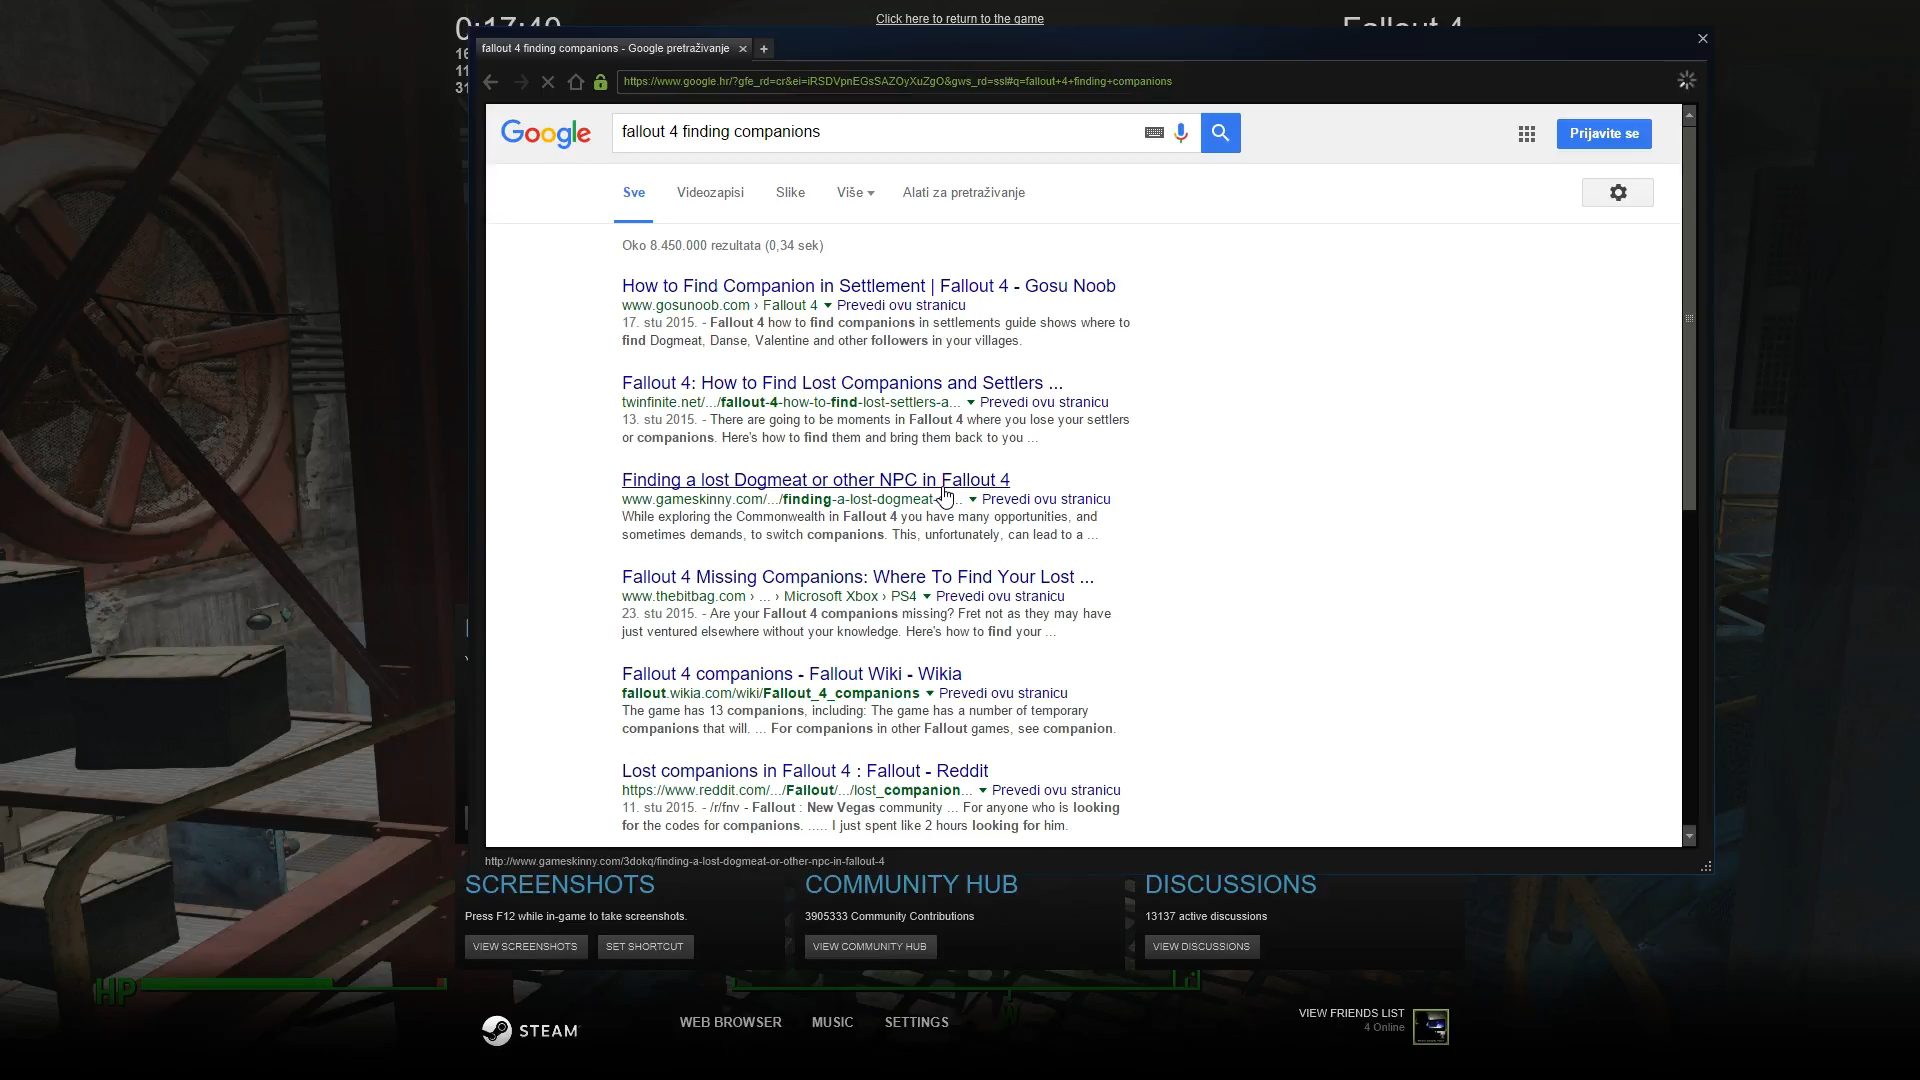 0:17:40
Click here to return to the game
Fallout 4
fallout 4 finding companions - Google pretraživanje
https://www.google.hr/?gfe_rd=cr&ei=iRSDVpnEGsSAZOyXuZgO&gws_rd=ssl#q=fallout+4+finding+companions
Google
fallout 4 finding companions
Prijavite se
Sve Videozapisi Slike Više Alati za pretraživanje
Oko 8.450.000 rezultata (0,34 sek)
How to Find Companion in Settlement | Fallout 4 - Gosu Noob
www.gosunoob.com › Fallout 4 Prevedi ovu stranicu
17. stu 2015. - Fallout 4 how to find companions in settlements guide shows where to
find Dogmeat, Danse, Valentine and other followers in your villages.
Fallout 4: How to Find Lost Companions and Settlers ...
twinfinite.net/.../fallout-4-how-to-find-lost-settlers-a... Prevedi ovu stranicu
13. stu 2015. - There are going to be moments in Fallout 4 where you lose your settlers
or companions. Here's how to find them and bring them back to you ...
Finding a lost Dogmeat or other NPC in Fallout 4
www.gameskinny.com/.../finding-a-lost-dogmeat-... Prevedi ovu stranicu
While exploring the Commonwealth in Fallout 4 you have many opportunities, and
sometimes demands, to switch companions. This, unfortunately, can lead to a ...
Fallout 4 Missing Companions: Where To Find Your Lost ...
www.thebitbag.com › ... › Microsoft Xbox › PS4 Prevedi ovu stranicu
23. stu 2015. - Are your Fallout 4 companions missing? Fret not as they may have
just ventured elsewhere without your knowledge. Here's how to find your ...
Fallout 4 companions - Fallout Wiki - Wikia
fallout.wikia.com/wiki/Fallout_4_companions Prevedi ovu stranicu
The game has 13 companions, including: The game has a number of temporary
companions that will. ... For companions in other Fallout games, see companion.
Lost companions in Fallout 4 : Fallout - Reddit
https://www.reddit.com/.../Fallout/.../lost_companion... Prevedi ovu stranicu
11. stu 2015. - /r/fnv - Fallout : New Vegas community ... For anyone who is looking
for the codes for companions. ..... I just spent like 2 hours looking for him.
http://www.gameskinny.com/3dokq/finding-a-lost-dogmeat-or-other-npc-in-fallout-4
SCREENSHOTS COMMUNITY HUB DISCUSSIONS
Press F12 while in-game to take screenshots. 3905333 Community Contributions 13137 active discussions
VIEW SCREENSHOTS SET SHORTCUT VIEW COMMUNITY HUB VIEW DISCUSSIONS
HP
STEAM WEB BROWSER MUSIC SETTINGS
VIEW FRIENDS LIST
4 Online